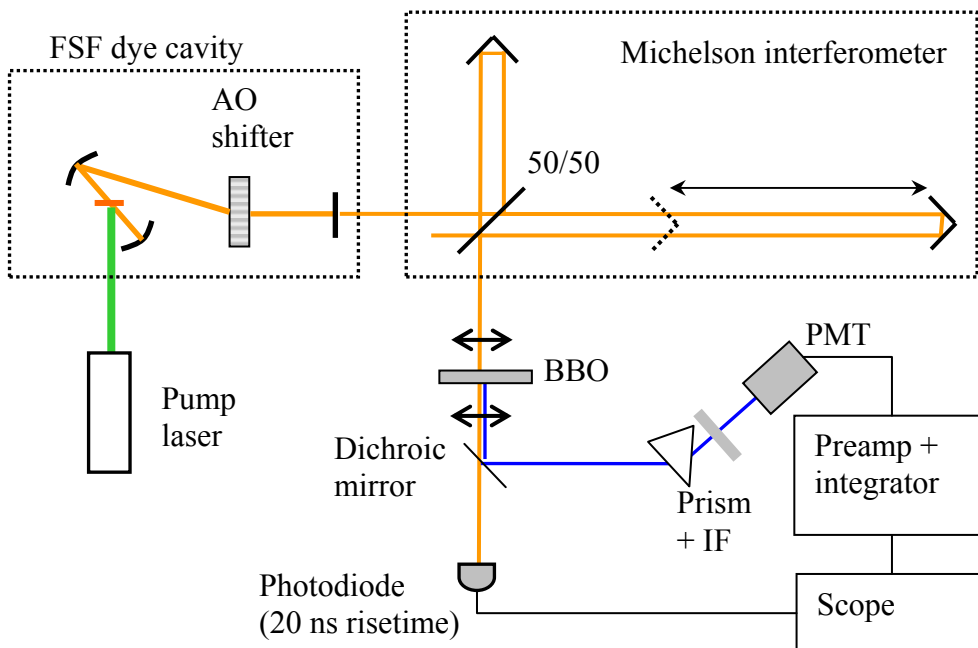 FSF dye cavity
Michelson interferometer
AO
shifter
50/50
Pump
laser
BBO
PMT
Dichroic
mirror
Prism
+ IF
Preamp +
integrator
Photodiode
(20 ns risetime)
Scope